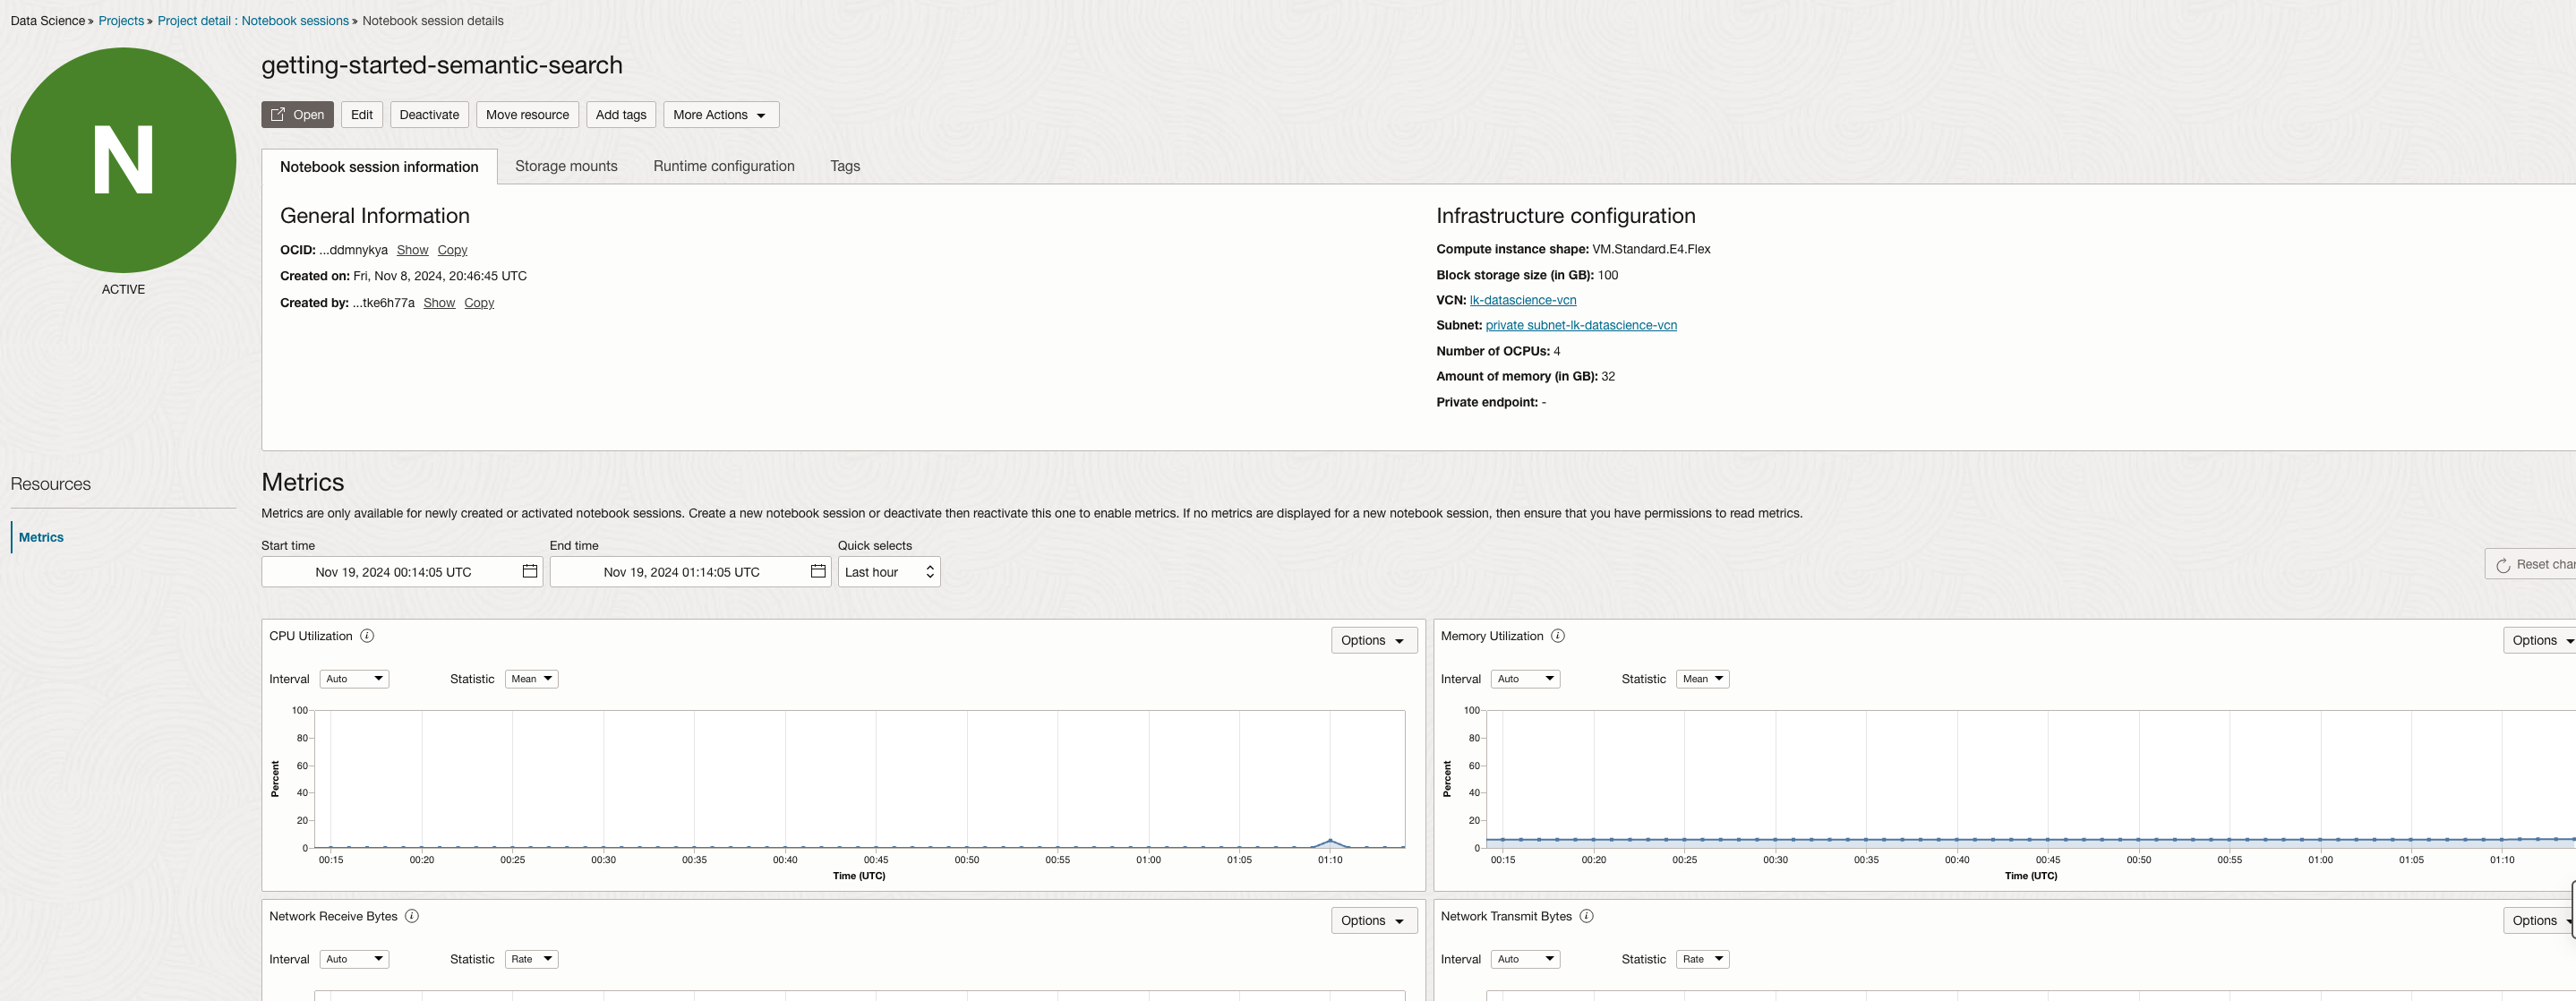 Data Science » Projects » Project detail : Notebook sessions » Notebook session details
N
ACTIVE
getting-started-semantic-search
Open Edit Deactivate Move resource Add tags More Actions
Notebook session information Storage mounts Runtime configuration Tags
General Information
OCID: ...ddmnykya Show Copy
Created on: Fri, Nov 8, 2024, 20:46:45 UTC
Created by: ...tke6h77a Show Copy
Infrastructure configuration
Compute instance shape: VM.Standard.E4.Flex
Block storage size (in GB): 100
VCN: lk-datascience-vcn
Subnet: private subnet-lk-datascience-vcn
Number of OCPUs: 4
Amount of memory (in GB): 32
Private endpoint: -
Resources
Metrics
Metrics
Metrics are only available for newly created or activated notebook sessions. Create a new notebook session or deactivate then reactivate this one to enable metrics. If no metrics are displayed for a new notebook session, then ensure that you have permissions to read metrics.
Start time End time Quick selects
Nov 19, 2024 00:14:05 UTC Nov 19, 2024 01:14:05 UTC Last hour
Reset char
CPU Utilization
Options
Interval Auto Statistic Mean
100
80
60
40
20
0
Percent
00:15 00:20 00:25 00:30 00:35 00:40 00:45 00:50 00:55 01:00 01:05 01:10
Time (UTC)
Memory Utilization
Options
Interval Auto Statistic Mean
100
80
60
40
20
0
Percent
00:15 00:20 00:25 00:30 00:35 00:40 00:45 00:50 00:55 01:00 01:05 01:10
Time (UTC)
Network Receive Bytes
Options
Interval Auto Statistic Rate
Network Transmit Bytes
Options
Interval Auto Statistic Rate